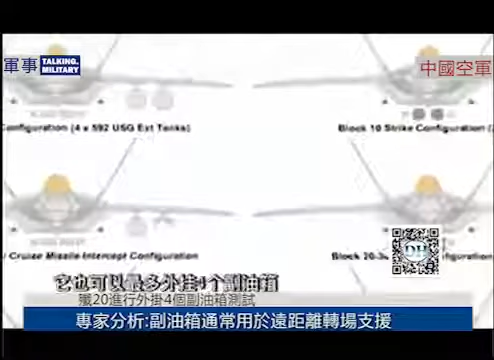 軍事
TALKING.
MILITARY
中國空軍
Configuration (4 x 592 USG Ext Tanks)
Block 10 Strike Configuration
Cruise Missile Intercept Configuration
Block 20
DH
Configuration
它也可以最多外挂4个副油箱
殲20進行外掛4個副油箱測試
專家分析:副油箱通常用於遠距離轉場支援